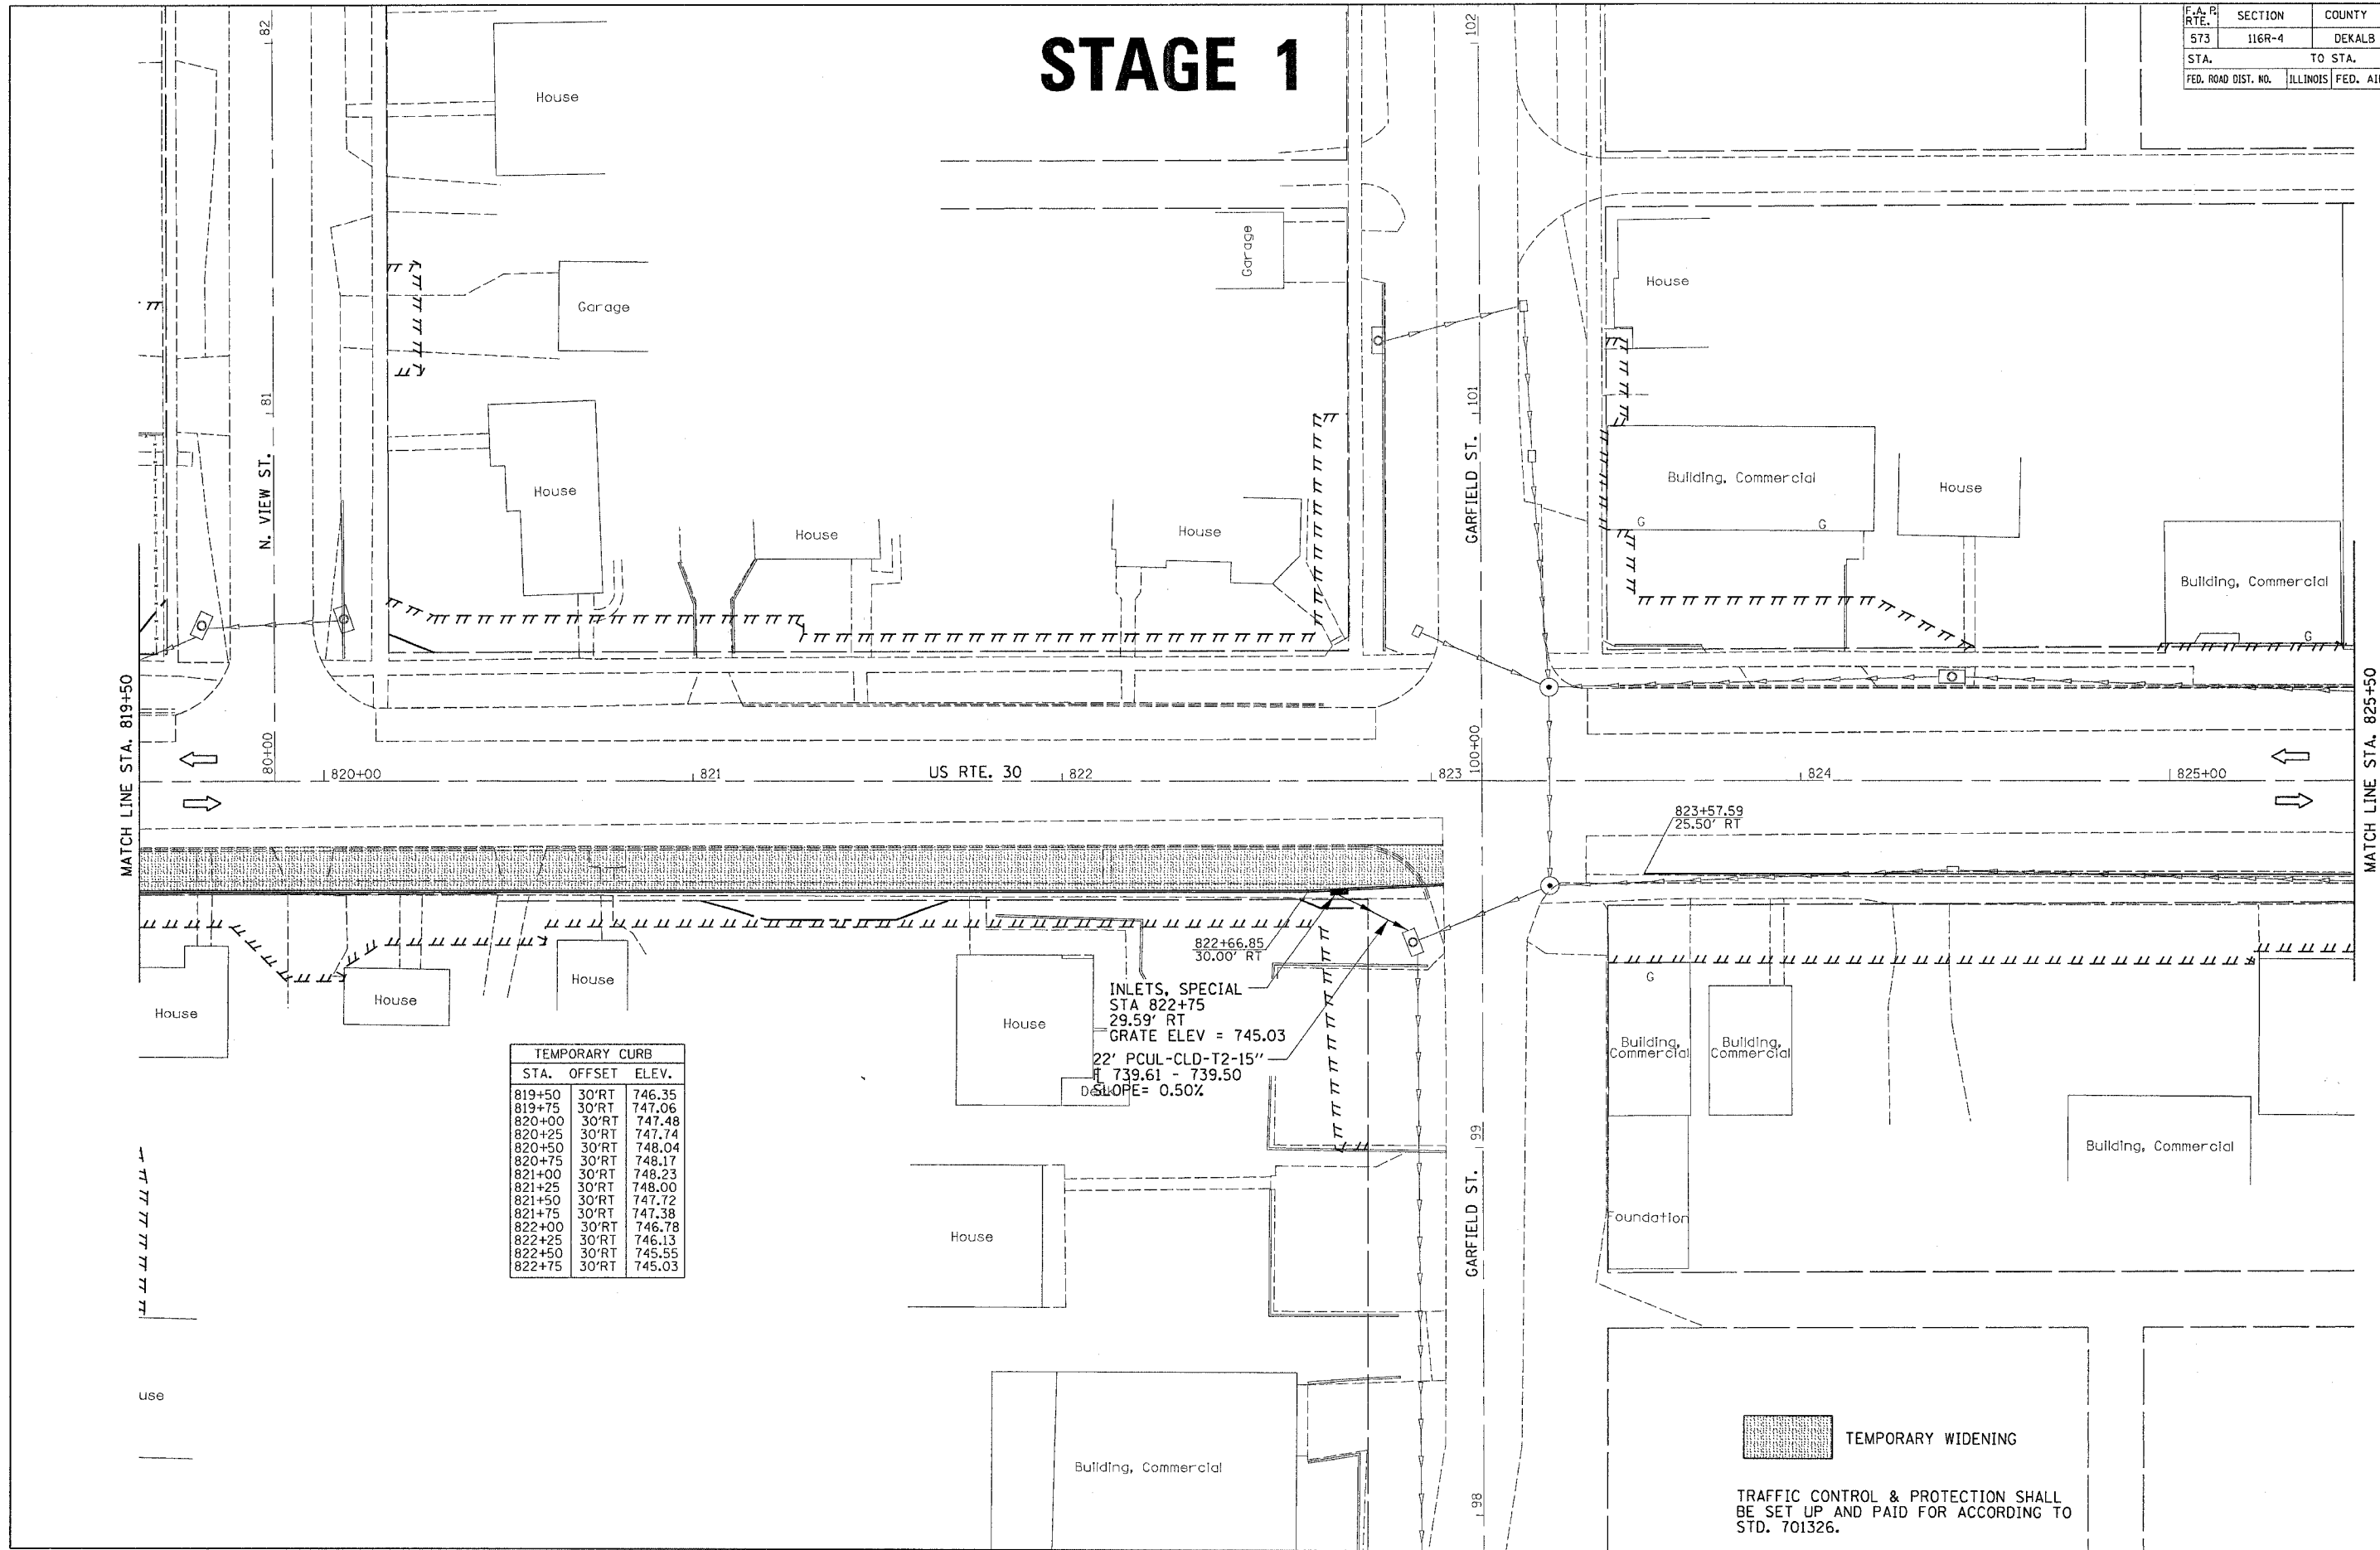 STAGE 1
F.A.P. RTE. SECTION COUNTY
573 116R-4 DEKALB
STA. TO STA.
FED. ROAD DIST. NO. ILLINOIS FED. AI
82
102
House
Garage
Garage
House
81
101
N. VIEW ST.
GARFIELD ST.
House
House
House
Building, Commercial
G G
House
Building, Commercial
G
MATCH LINE STA. 819+50
MATCH LINE STA. 825+50
80+00
100+00
820+00
821
US RTE. 30
822
823
824
825+00
823+57.59
25.50' RT
822+66.85
30.00' RT
INLETS, SPECIAL
STA 822+75
29.59' RT
GRATE ELEV = 745.03
22' PCUL-CLD-T2-15"
739.61 - 739.50
SLOPE= 0.50%
House
House
House
House
G
Building, Commercial
Building, Commercial
Building, Commercial
Foundation
TEMPORARY CURB
STA. OFFSET ELEV.
819+50 30'RT 746.35
819+75 30'RT 747.06
820+00 30'RT 747.48
820+25 30'RT 747.74
820+50 30'RT 748.04
820+75 30'RT 748.17
821+00 30'RT 748.23
821+25 30'RT 748.00
821+50 30'RT 747.72
821+75 30'RT 747.38
822+00 30'RT 746.78
822+25 30'RT 746.13
822+50 30'RT 745.55
822+75 30'RT 745.03
99
GARFIELD ST.
House
use
Building, Commercial
98
TEMPORARY WIDENING
TRAFFIC CONTROL & PROTECTION SHALL
BE SET UP AND PAID FOR ACCORDING TO
STD. 701326.